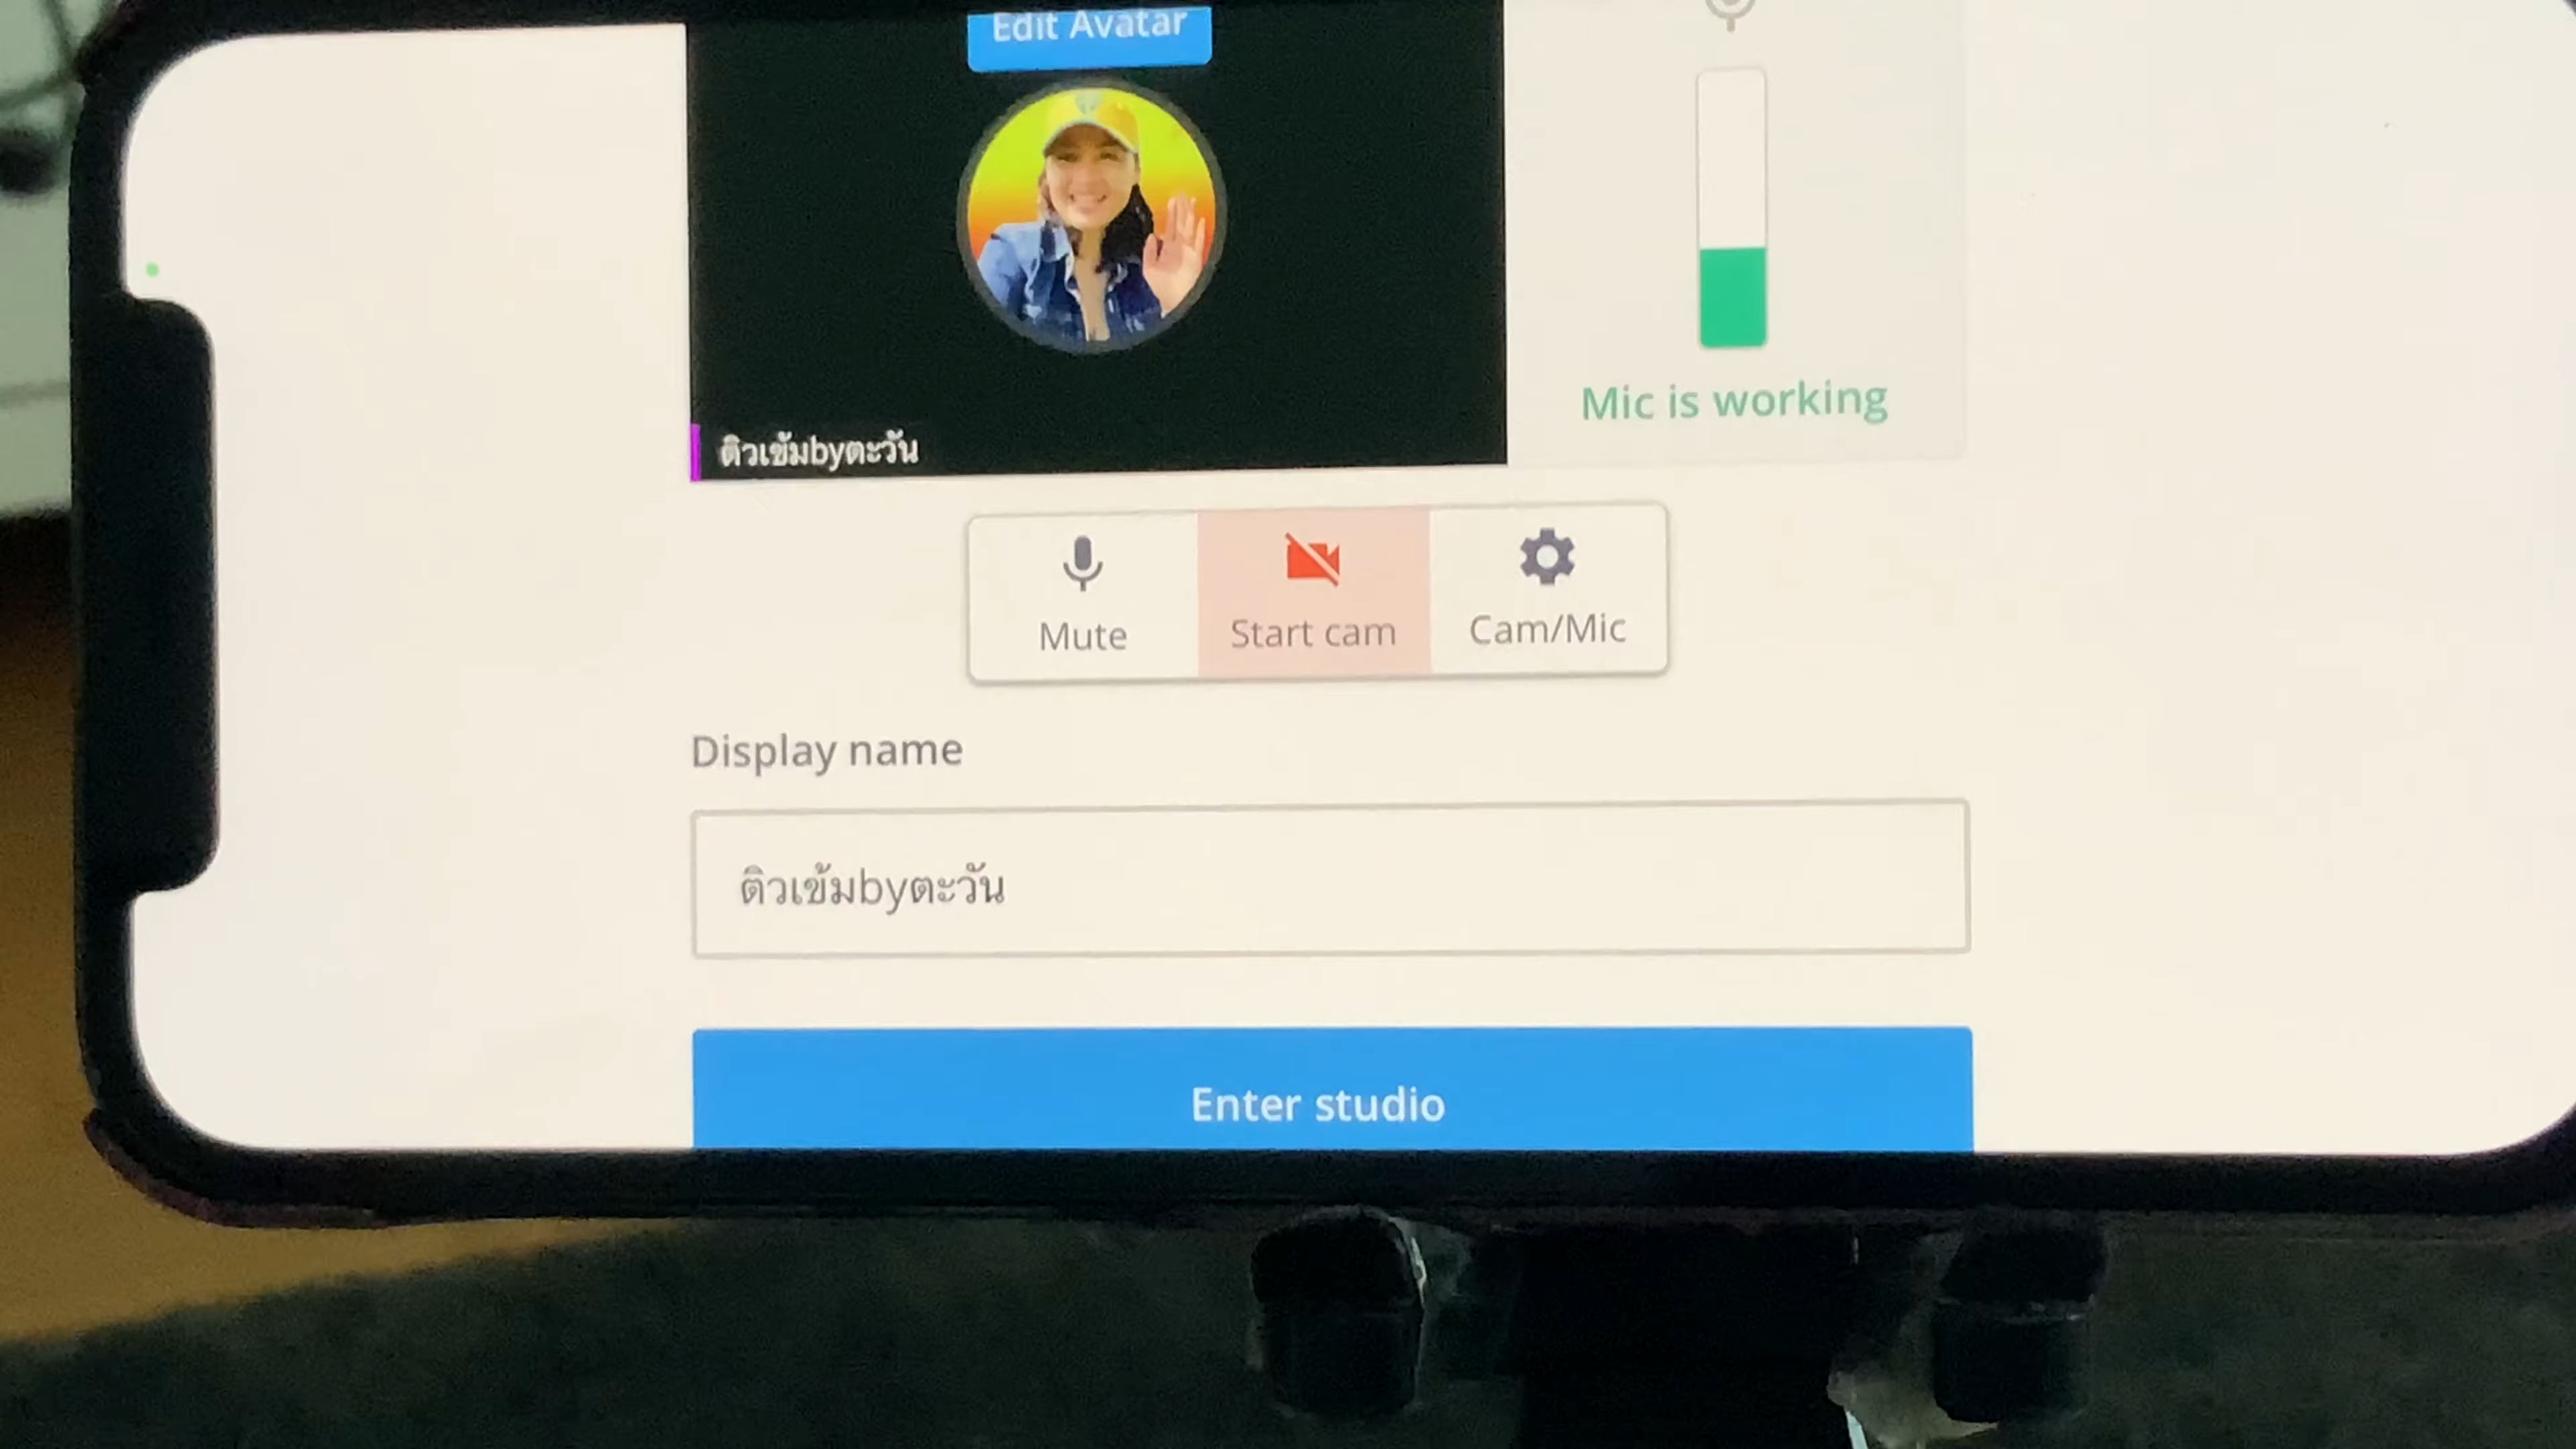 Edit Avatar
ติวเข้มbyตะวัน
Mic is working
Mute
Start cam
Cam/Mic
Display name
ติวเข้มbyตะวัน
Enter studio